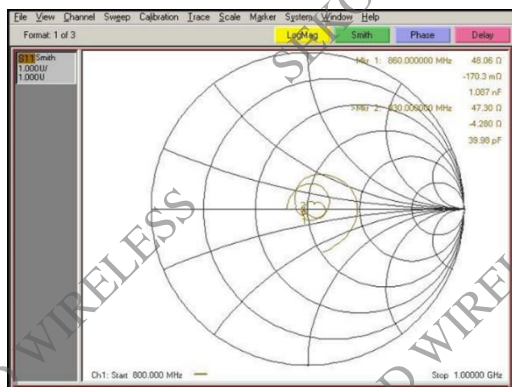 File View Channel Sweep Calibration Trace Scale Marker System Window Help
Format: 1 of 3
LogMag Smith Phase Delay
S11 Smith
1.000U/
1.000U
Mkr 1: 860.000000 MHz 48.06 Ω
-170.3 mΩ
1.087 nF
>Mkr 2: 930.000000 MHz 47.30 Ω
-4.280 Ω
39.98 pF
Ch1: Start 800.000 MHz
Stop 1.00000 GHz
WIRELESS
WIRELESS